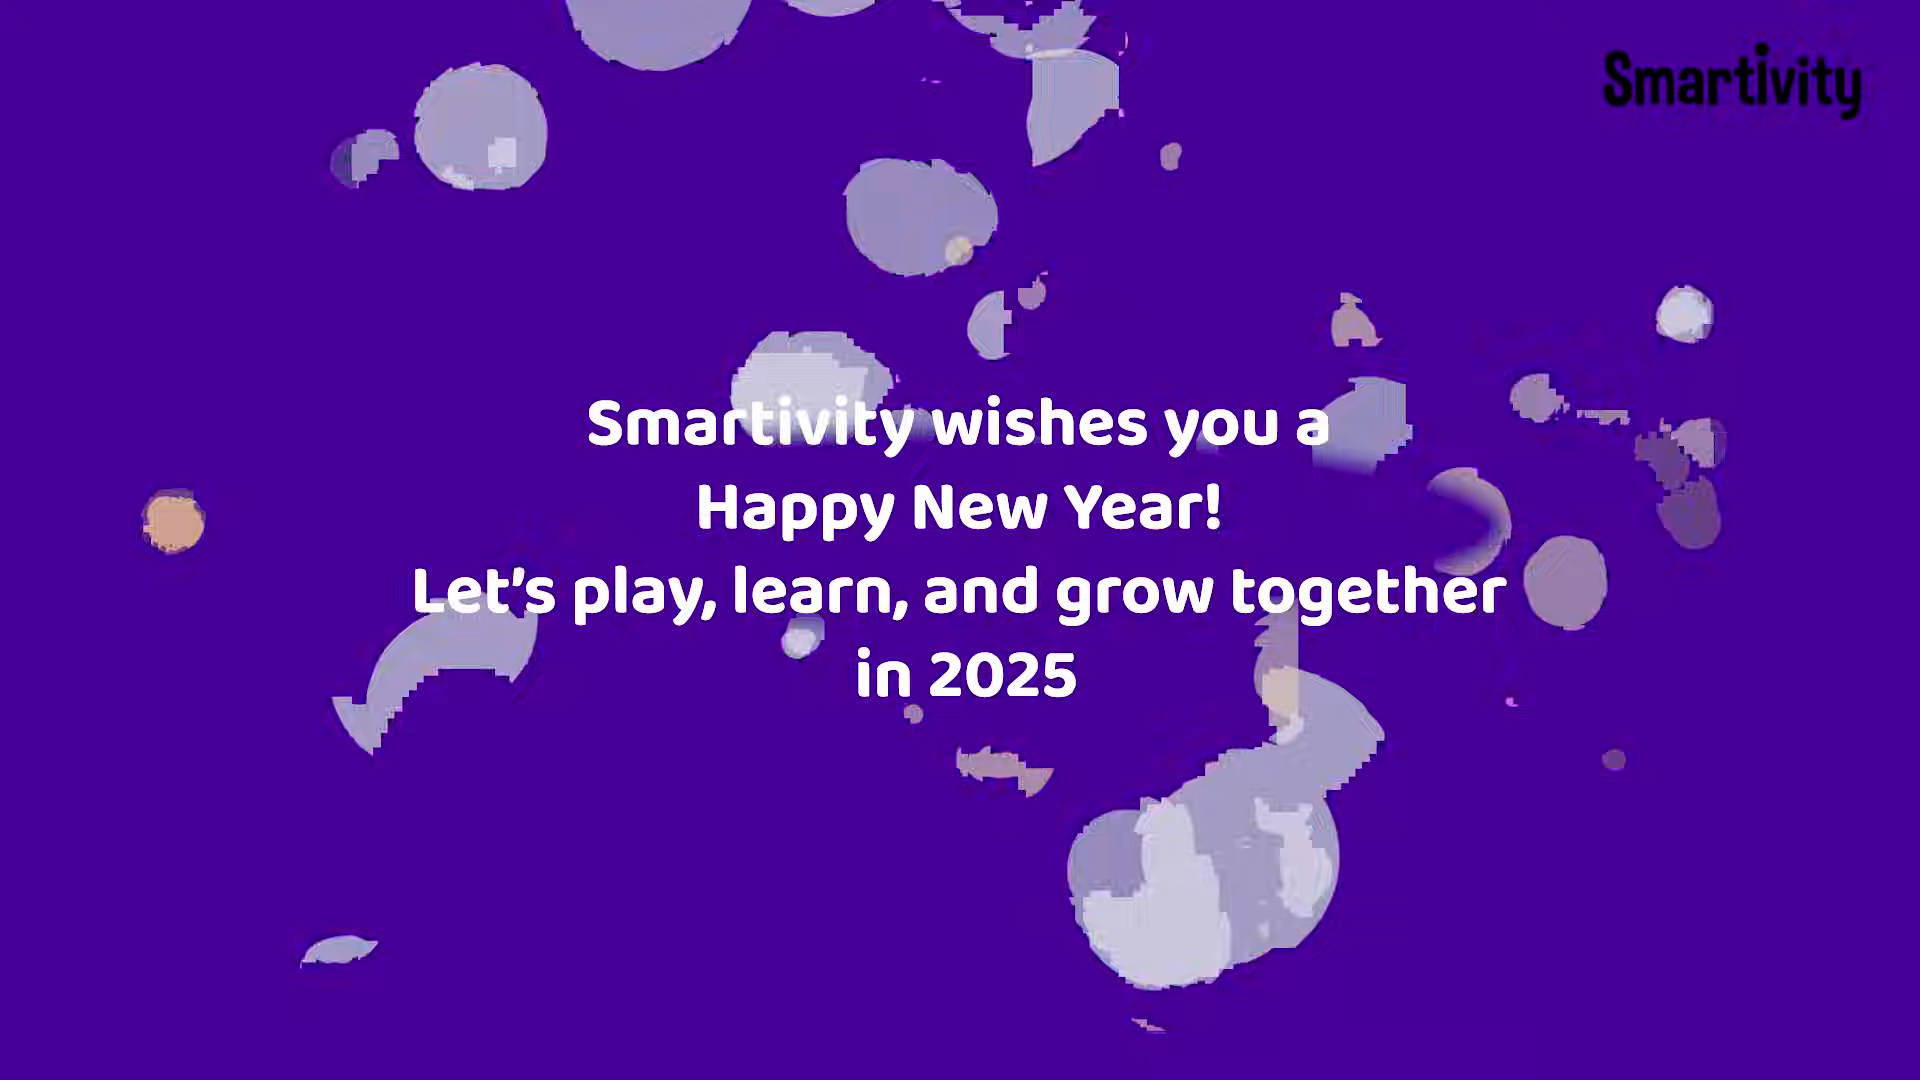 Smartivity
Smartivity wishes you a
Happy New Year!
Let’s play, learn, and grow together
in 2025